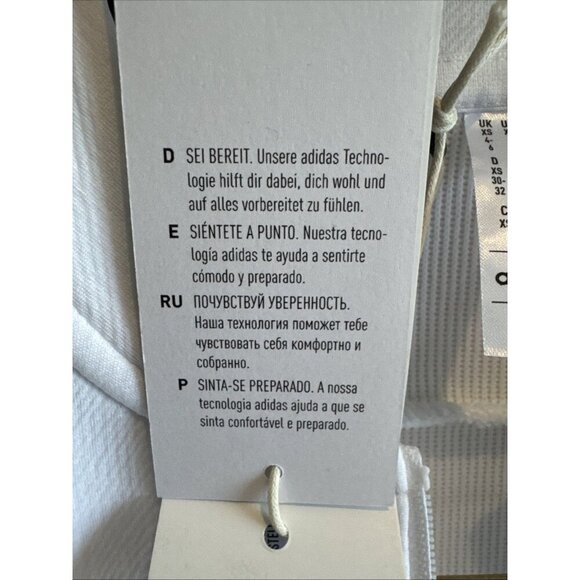 D SEI BEREIT. Unsere adidas Techno-
logie hilft dir dabei, dich wohl und
auf alles vorbereitet zu fühlen.
E SIÉNTETE A PUNTO. Nuestra tecno-
logía adidas te ayuda a sentirte
cómodo y preparado.
RU ПОЧУВСТВУЙ УВЕРЕННОСТЬ.
Наша технология поможет тебе
чувствовать себя комфортно и
собранно.
P SINTA-SE PREPARADO. A nossa
tecnologia adidas ajuda a que se
sinta confortável e preparado.
UK
XS
4-
6
D
XS
30-
32